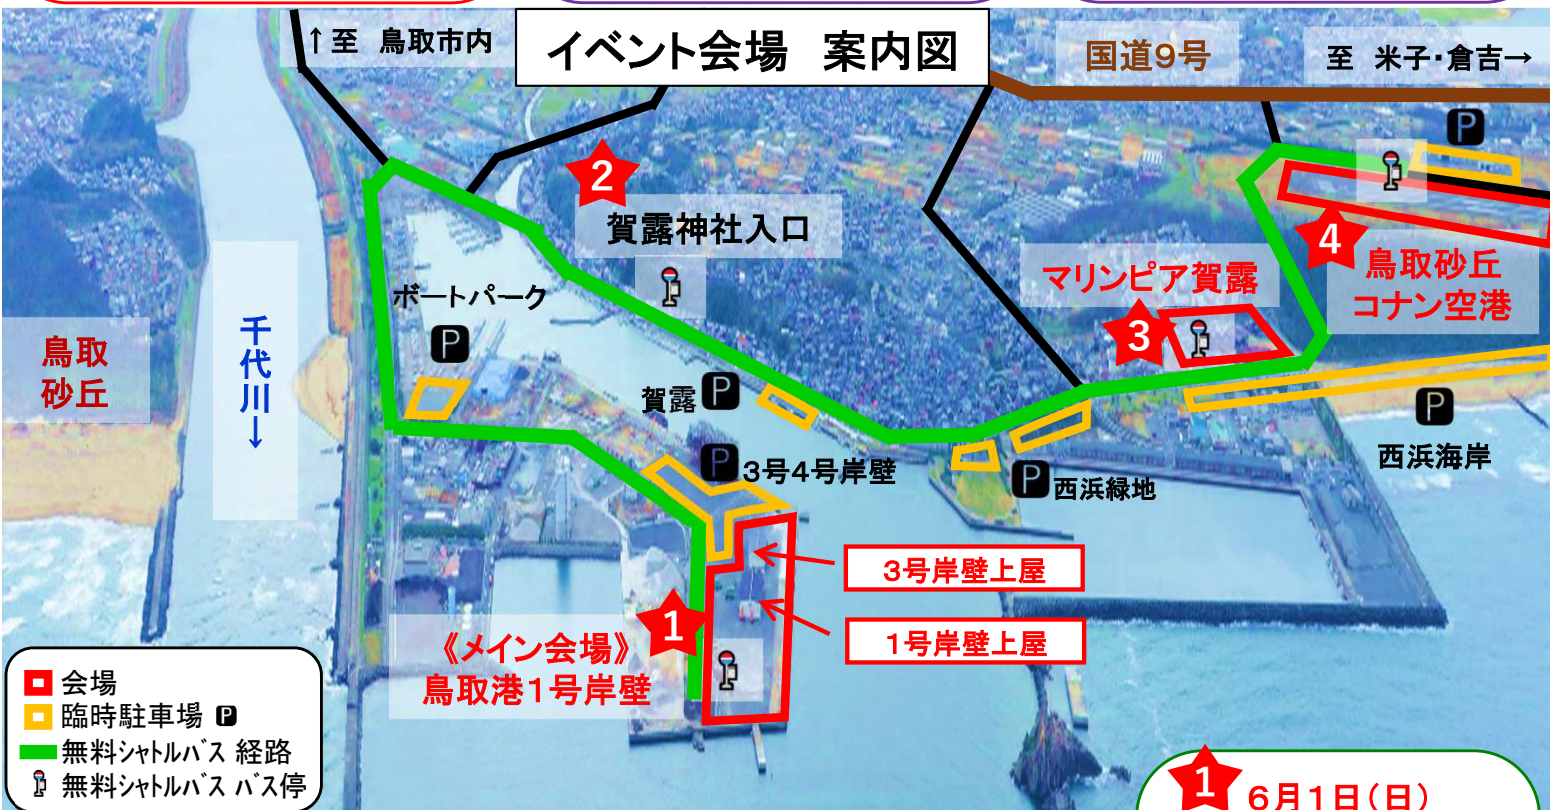 ↑至 鳥取市内
イベント会場 案内図
国道9号
至 米子・倉吉→
P
2
賀露神社入口
4
鳥取砂丘
コナン空港
マリンピア賀露
3
ボートパーク
P
鳥取
砂丘
千代川↓
賀露 P
P 3号4号岸壁
P
西浜海岸
P 西浜緑地
3号岸壁上屋
1号岸壁上屋
1
《メイン会場》
鳥取港1号岸壁
会場
臨時駐車場 P
無料シャトルバス 経路
無料シャトルバス バス停
1 6月1日(日)